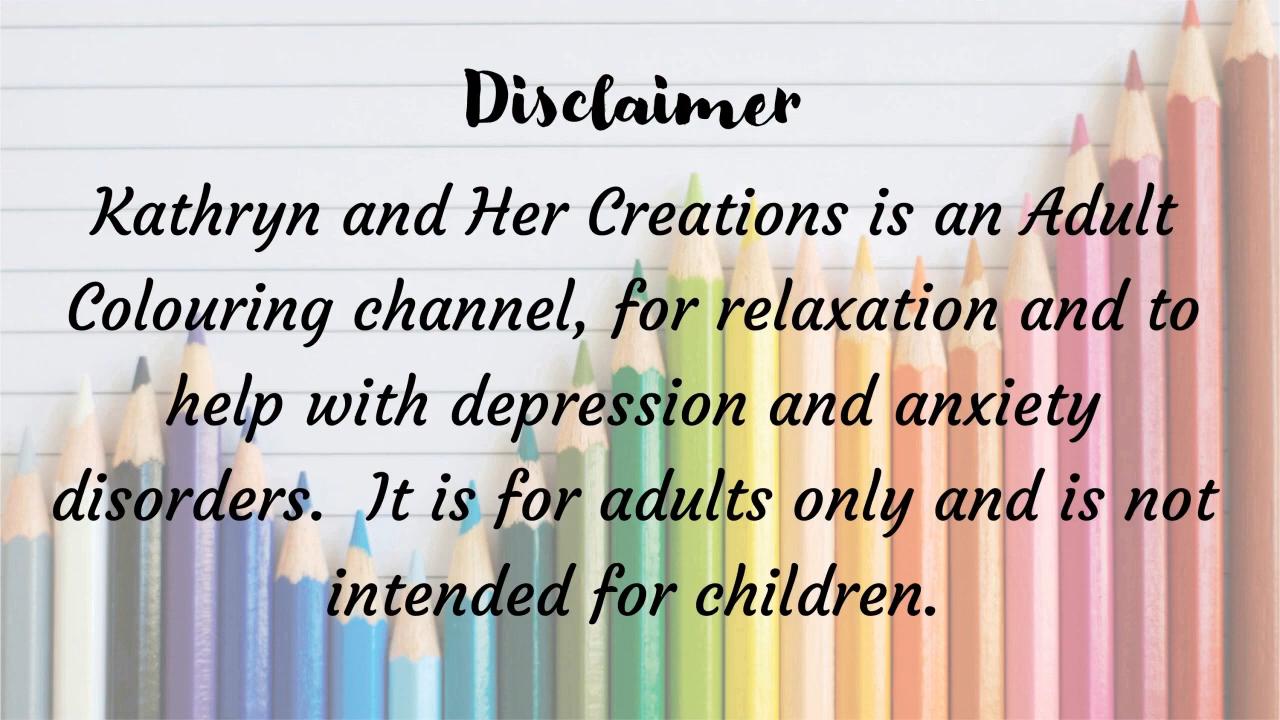 Disclaimer
Kathryn and Her Creations is an Adult
Colouring channel, for relaxation and to
help with depression and anxiety
disorders.  It is for adults only and is not
intended for children.